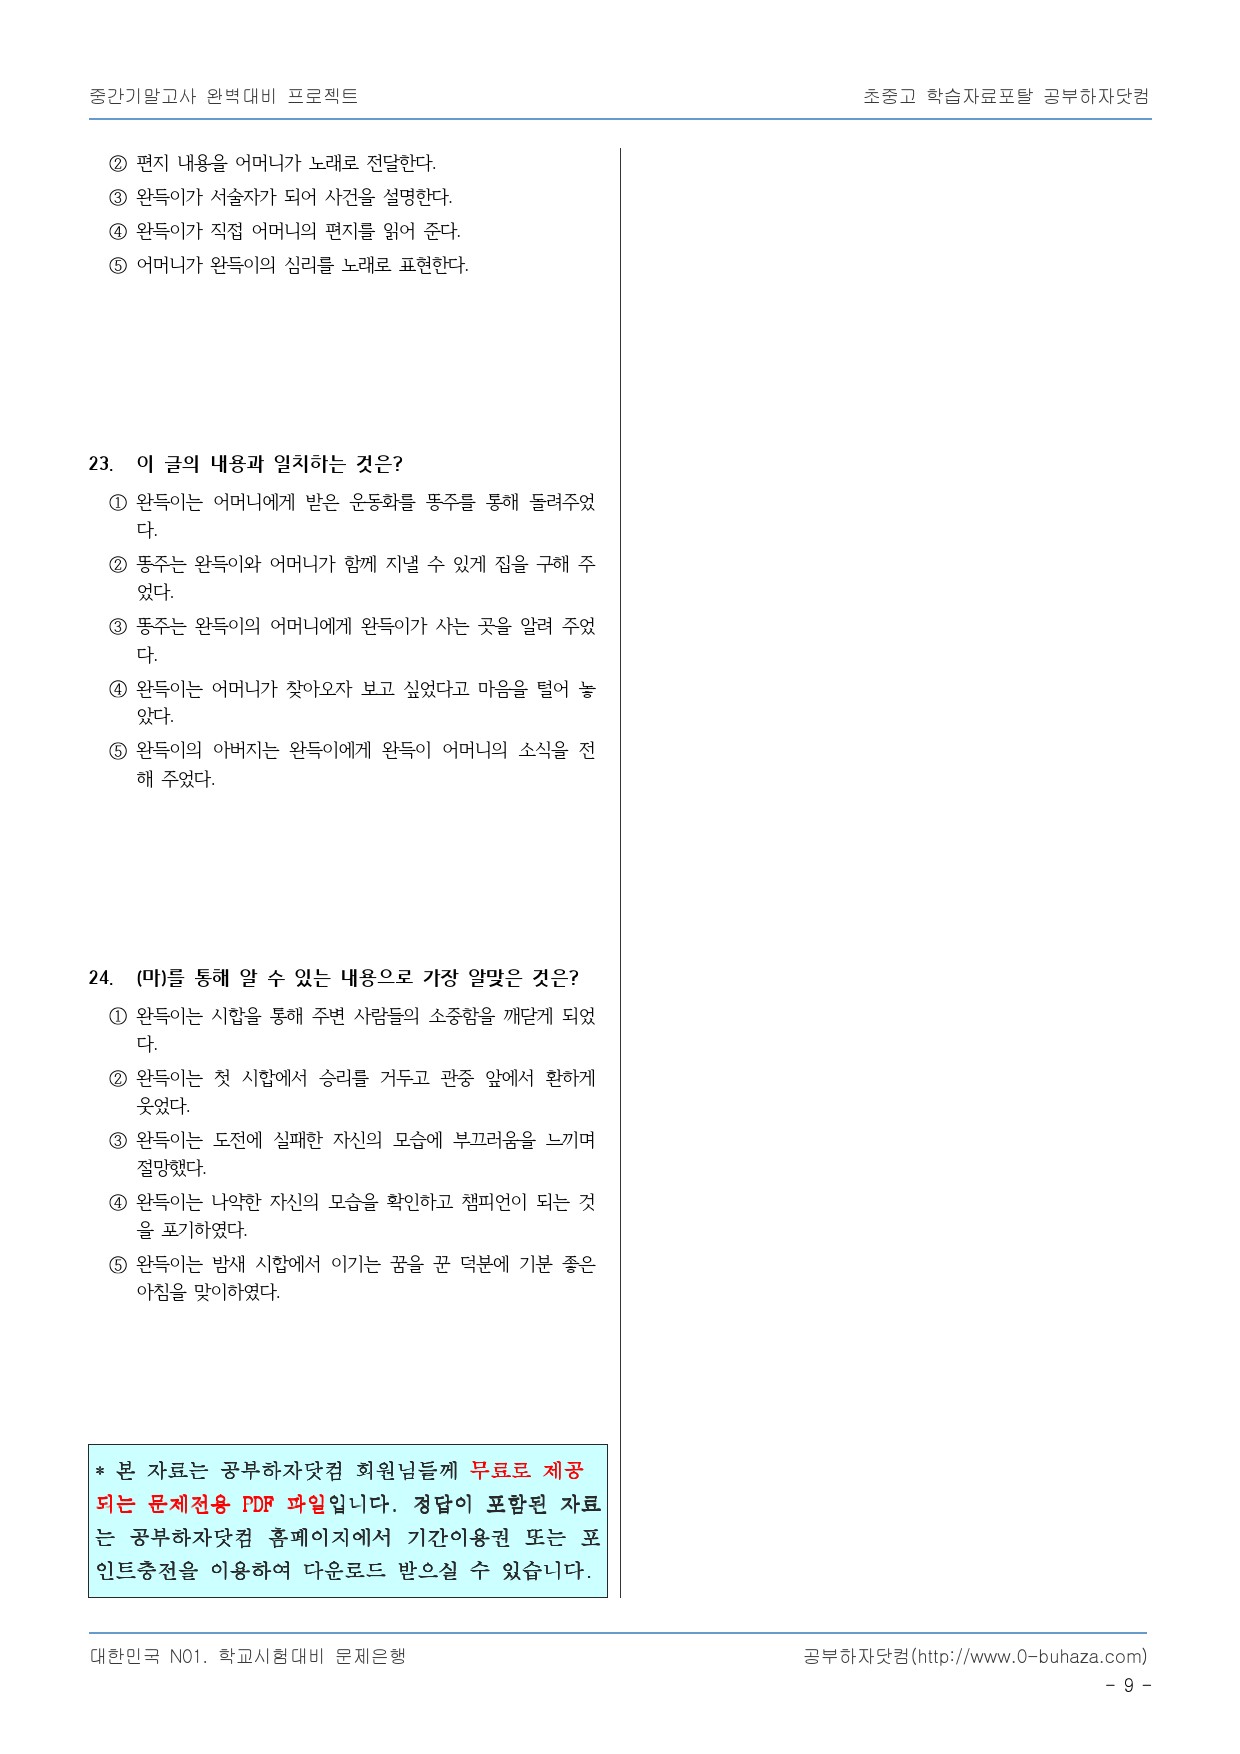 중간기말고사 완벽대비 프로젝트
초중고 학습자료포탈 공부하자닷컴
② 편지 내용을 어머니가 노래로 전달한다.
③ 완득이가 서술자가 되어 사건을 설명한다.
④ 완득이가 직접 어머니의 편지를 읽어 준다.
⑤ 어머니가 완득이의 심리를 노래로 표현한다.
23. 이 글의 내용과 일치하는 것은?
① 완득이는 어머니에게 받은 운동화를 똥주를 통해 돌려주었
다.
② 똥주는 완득이와 어머니가 함께 지낼 수 있게 집을 구해 주
었다.
③ 똥주는 완득이의 어머니에게 완득이가 사는 곳을 알려 주었
다.
④ 완득이는 어머니가 찾아오자 보고 싶었다고 마음을 털어 놓
았다.
⑤ 완득이의 아버지는 완득이에게 완득이 어머니의 소식을 전
해 주었다.
24. (마)를 통해 알 수 있는 내용으로 가장 알맞은 것은?
① 완득이는 시합을 통해 주변 사람들의 소중함을 깨닫게 되었
다.
② 완득이는 첫 시합에서 승리를 거두고 관중 앞에서 환하게
웃었다.
③ 완득이는 도전에 실패한 자신의 모습에 부끄러움을 느끼며
절망했다.
④ 완득이는 나약한 자신의 모습을 확인하고 챔피언이 되는 것
을 포기하였다.
⑤ 완득이는 밤새 시합에서 이기는 꿈을 꾼 덕분에 기분 좋은
아침을 맞이하였다.
* 본 자료는 공부하자닷컴 회원님들께 무료로 제공
되는 문제전용 PDF 파일입니다. 정답이 포함된 자료
는 공부하자닷컴 홈페이지에서 기간이용권 또는 포
인트충전을 이용하여 다운로드 받으실 수 있습니다.
대한민국 N01. 학교시험대비 문제은행
공부하자닷컴(http://www.0-buhaza.com)
- 9 -